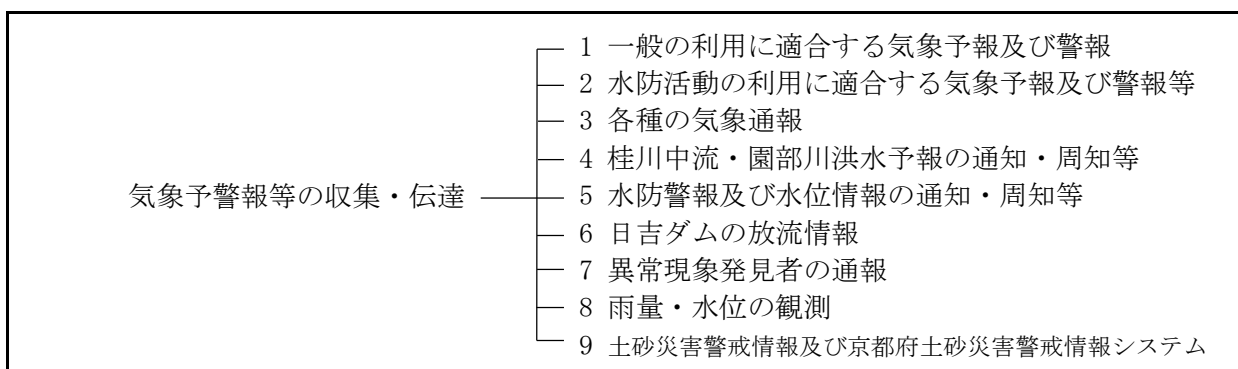 1 一般の利用に適合する気象予報及び警報
2 水防活動の利用に適合する気象予報及び警報等
3 各種の気象通報
4 桂川中流・園部川洪水予報の通知・周知等
気象予警報等の収集・伝達
5 水防警報及び水位情報の通知・周知等
6 日吉ダムの放流情報
7 異常現象発見者の通報
8 雨量・水位の観測
9 土砂災害警戒情報及び京都府土砂災害警戒情報システム